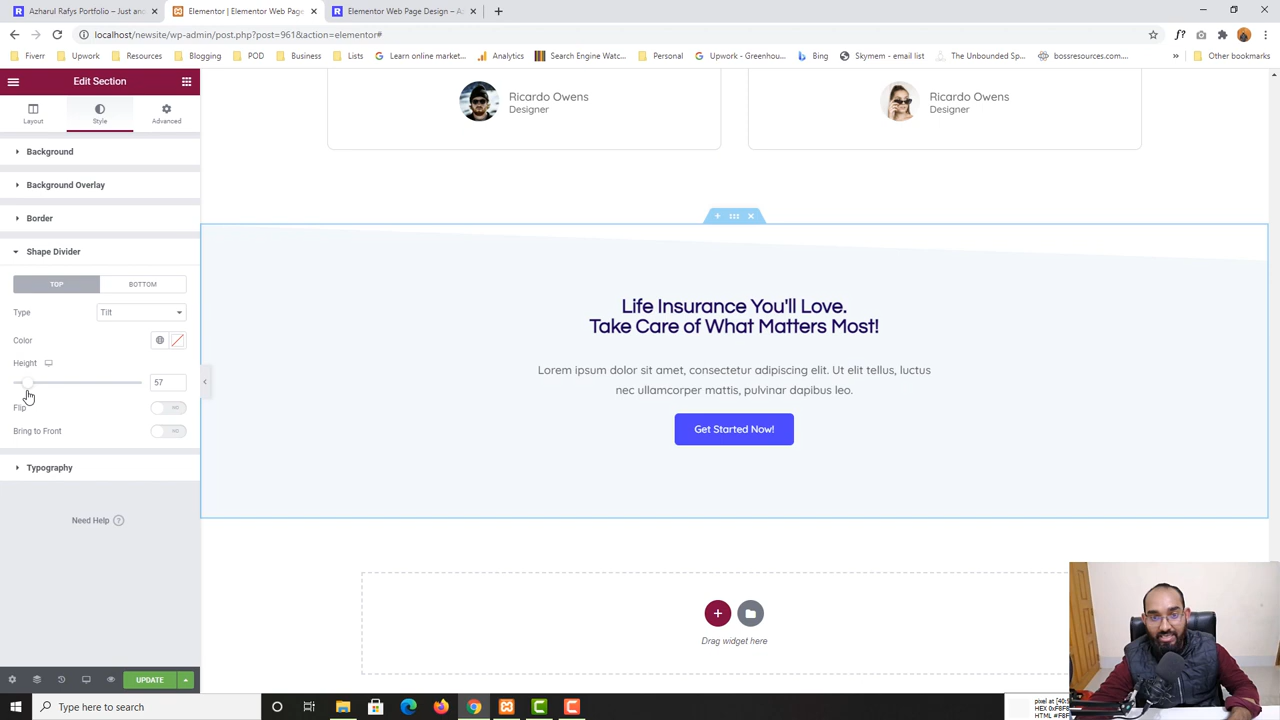 Azharul Rafys Portfolio – Just and
Elementor | Elementor Web Page
Elementor Web Page Design – A
localhost/newsite/wp-admin/post.php?post=961&action=elementor#
Fiverr
Upwork
Resources
Blogging
POD
Business
Lists
Learn online market...
Analytics
Search Engine Watc...
Personal
Upwork - Greenhou...
Bing
Skymem - email list
The Unbounded Sp...
bossresources.com...
Other bookmarks
Edit Section
Layout
Style
Advanced
Background
Background Overlay
Border
Shape Divider
TOP
BOTTOM
Type
Tilt
Color
Height
57
Flip
NO
Bring to Front
NO
Typography
Need Help ?
UPDATE
Ricardo Owens
Designer
Ricardo Owens
Designer
Life Insurance You'll Love.
Take Care of What Matters Most!
Lorem ipsum dolor sit amet, consectetur adipiscing elit. Ut elit tellus, luctus
nec ullamcorper mattis, pulvinar dapibus leo.
Get Started Now!
Drag widget here
Type here to search